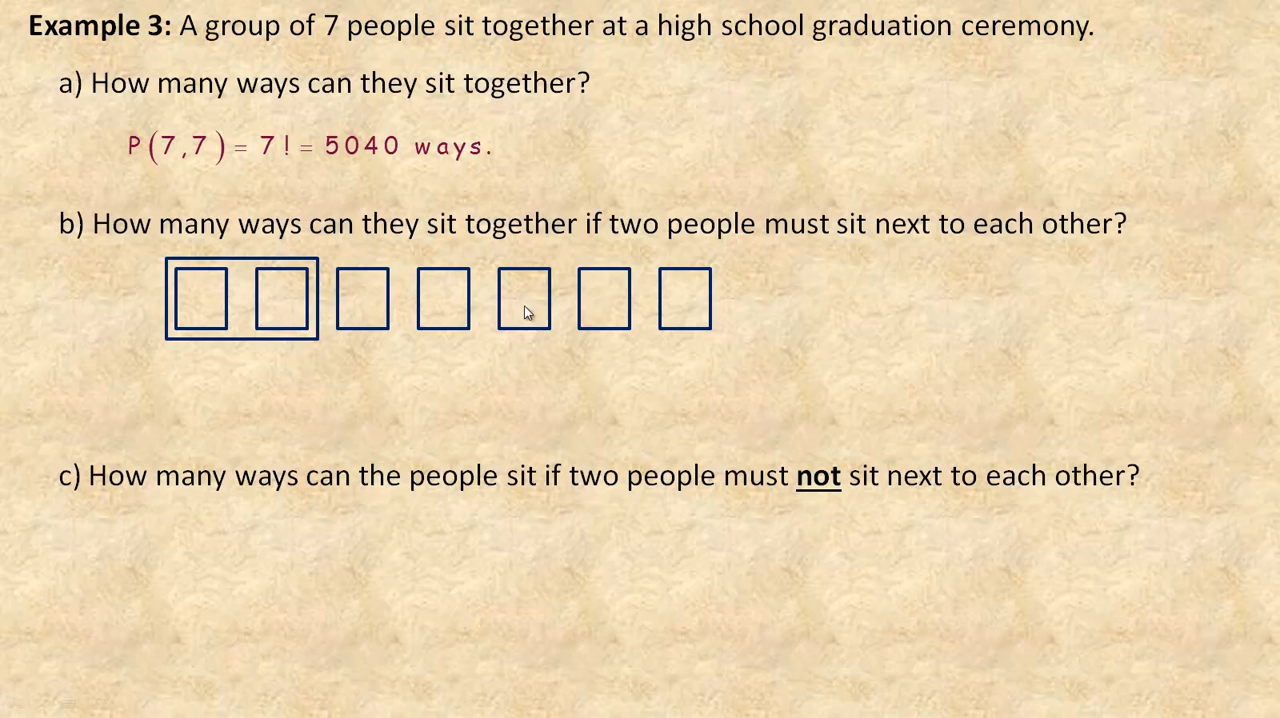 Example 3: A group of 7 people sit together at a high school graduation ceremony.
a) How many ways can they sit together?
P(7,7) = 7! = 5040 ways.
b) How many ways can they sit together if two people must sit next to each other?
c) How many ways can the people sit if two people must not sit next to each other?